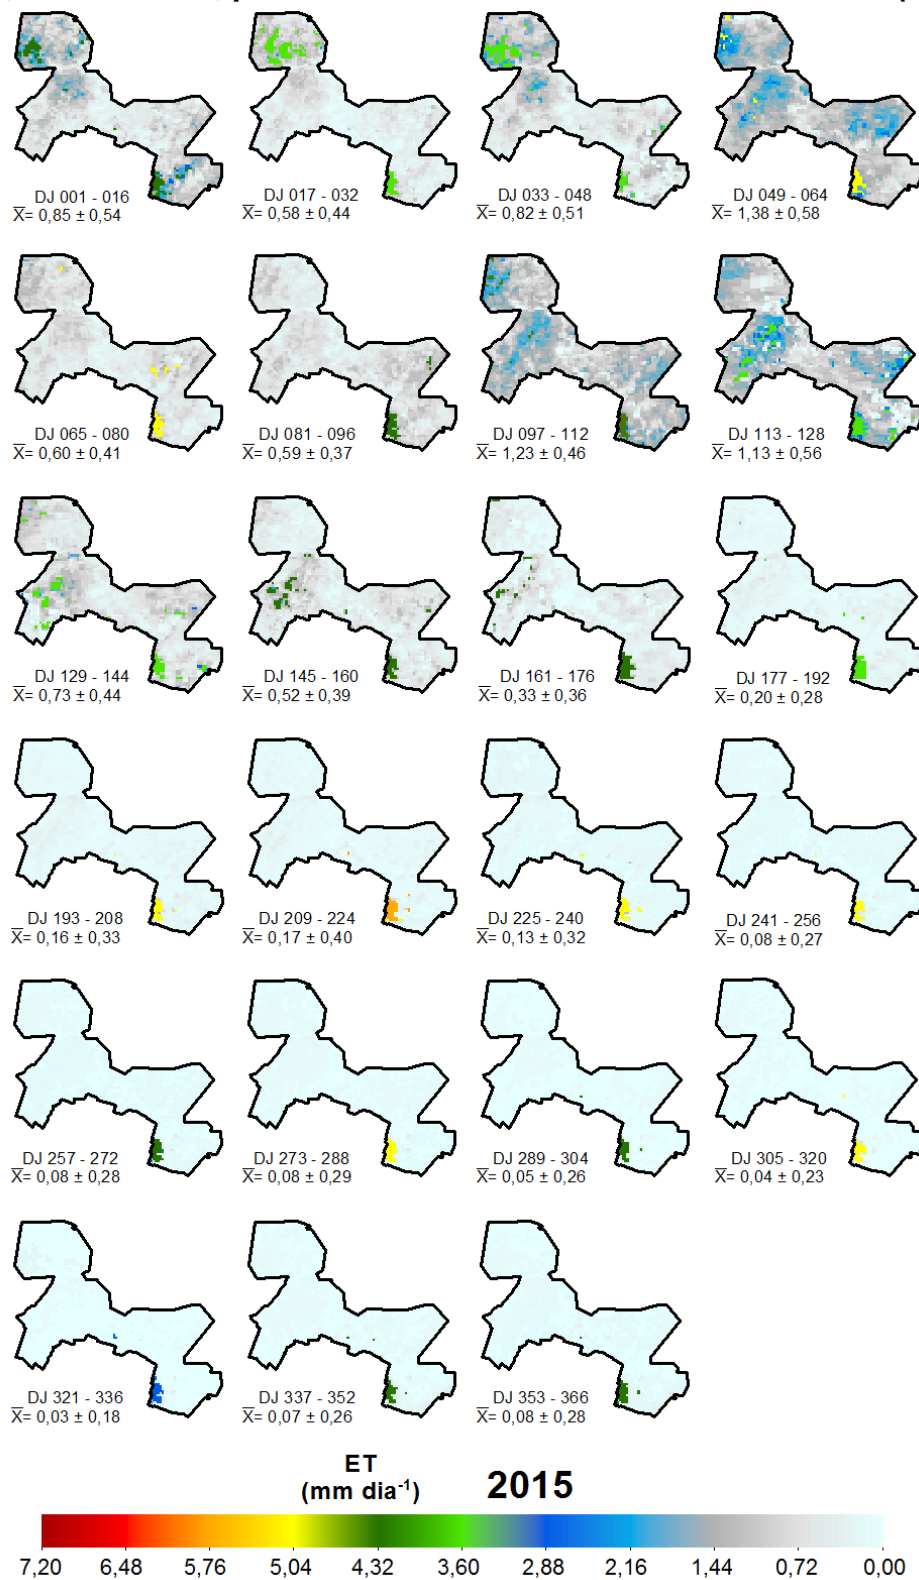 DJ 001 - 016
X̅= 0,85 ± 0,54
DJ 017 - 032
X̅= 0,58 ± 0,44
DJ 033 - 048
X̅= 0,82 ± 0,51
DJ 049 - 064
X̅= 1,38 ± 0,58
DJ 065 - 080
X̅= 0,60 ± 0,41
DJ 081 - 096
X̅= 0,59 ± 0,37
DJ 097 - 112
X̅= 1,23 ± 0,46
DJ 113 - 128
X̅= 1,13 ± 0,56
DJ 129 - 144
X̅= 0,73 ± 0,44
DJ 145 - 160
X̅= 0,52 ± 0,39
DJ 161 - 176
X̅= 0,33 ± 0,36
DJ 177 - 192
X̅= 0,20 ± 0,28
DJ 193 - 208
X̅= 0,16 ± 0,33
DJ 209 - 224
X̅= 0,17 ± 0,40
DJ 225 - 240
X̅= 0,13 ± 0,32
DJ 241 - 256
X̅= 0,08 ± 0,27
DJ 257 - 272
X̅= 0,08 ± 0,28
DJ 273 - 288
X̅= 0,08 ± 0,29
DJ 289 - 304
X̅= 0,05 ± 0,26
DJ 305 - 320
X̅= 0,04 ± 0,23
DJ 321 - 336
X̅= 0,03 ± 0,18
DJ 337 - 352
X̅= 0,07 ± 0,26
DJ 353 - 366
X̅= 0,08 ± 0,28
ET
(mm dia⁻¹)
2015
7,20 6,48 5,76 5,04 4,32 3,60 2,88 2,16 1,44 0,72 0,00